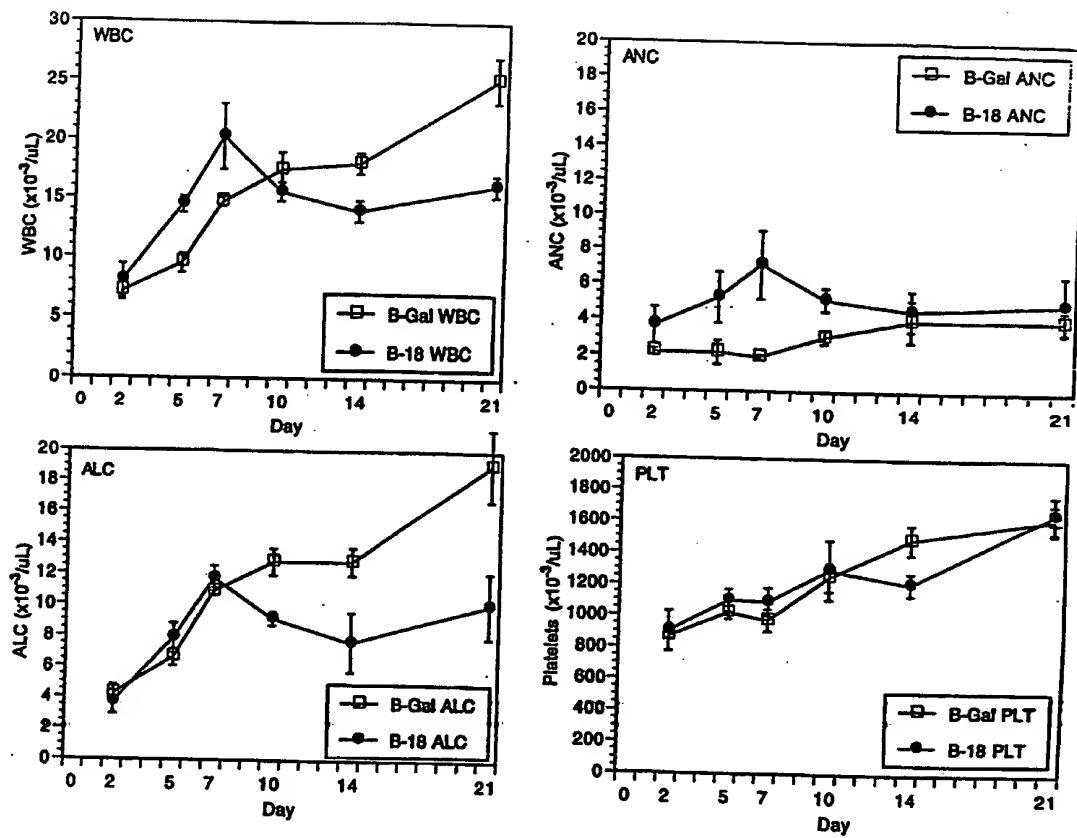 WBC
30
25
20
15
10
5
0
WBC (x10⁻³/uL)
B-Gal WBC
B-18 WBC
0 2 5 7 10 14 21
Day
ANC
20
18
16
14
12
10
8
6
4
2
0
ANC (x10⁻³/uL)
B-Gal ANC
B-18 ANC
0 2 5 7 10 14 21
Day
ALC
20
18
16
14
12
10
8
6
4
2
0
ALC (x10⁻³/uL)
B-Gal ALC
B-18 ALC
0 2 5 7 10 14 21
Day
PLT
2000
1800
1600
1400
1200
1000
800
600
400
200
0
Platelets (x10⁻³/uL)
B-Gal PLT
B-18 PLT
0 2 5 7 10 14 21
Day